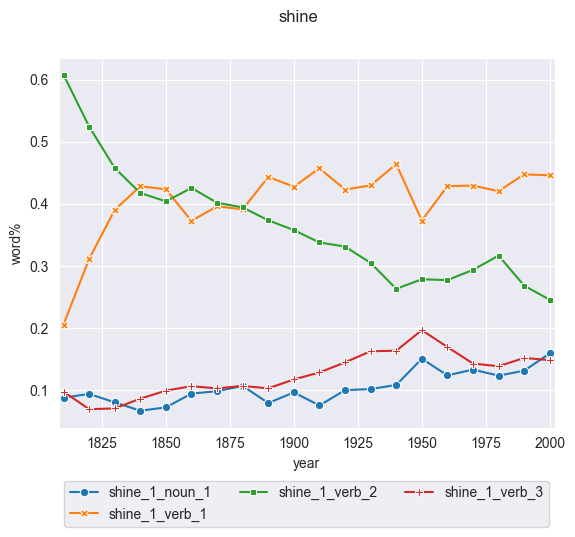 shine
0.6
0.5
0.4
0.3
0.2
0.1
word%
1825 1850 1875 1900 1925 1950 1975 2000
year
shine_1_noun_1 shine_1_verb_2 shine_1_verb_3
shine_1_verb_1